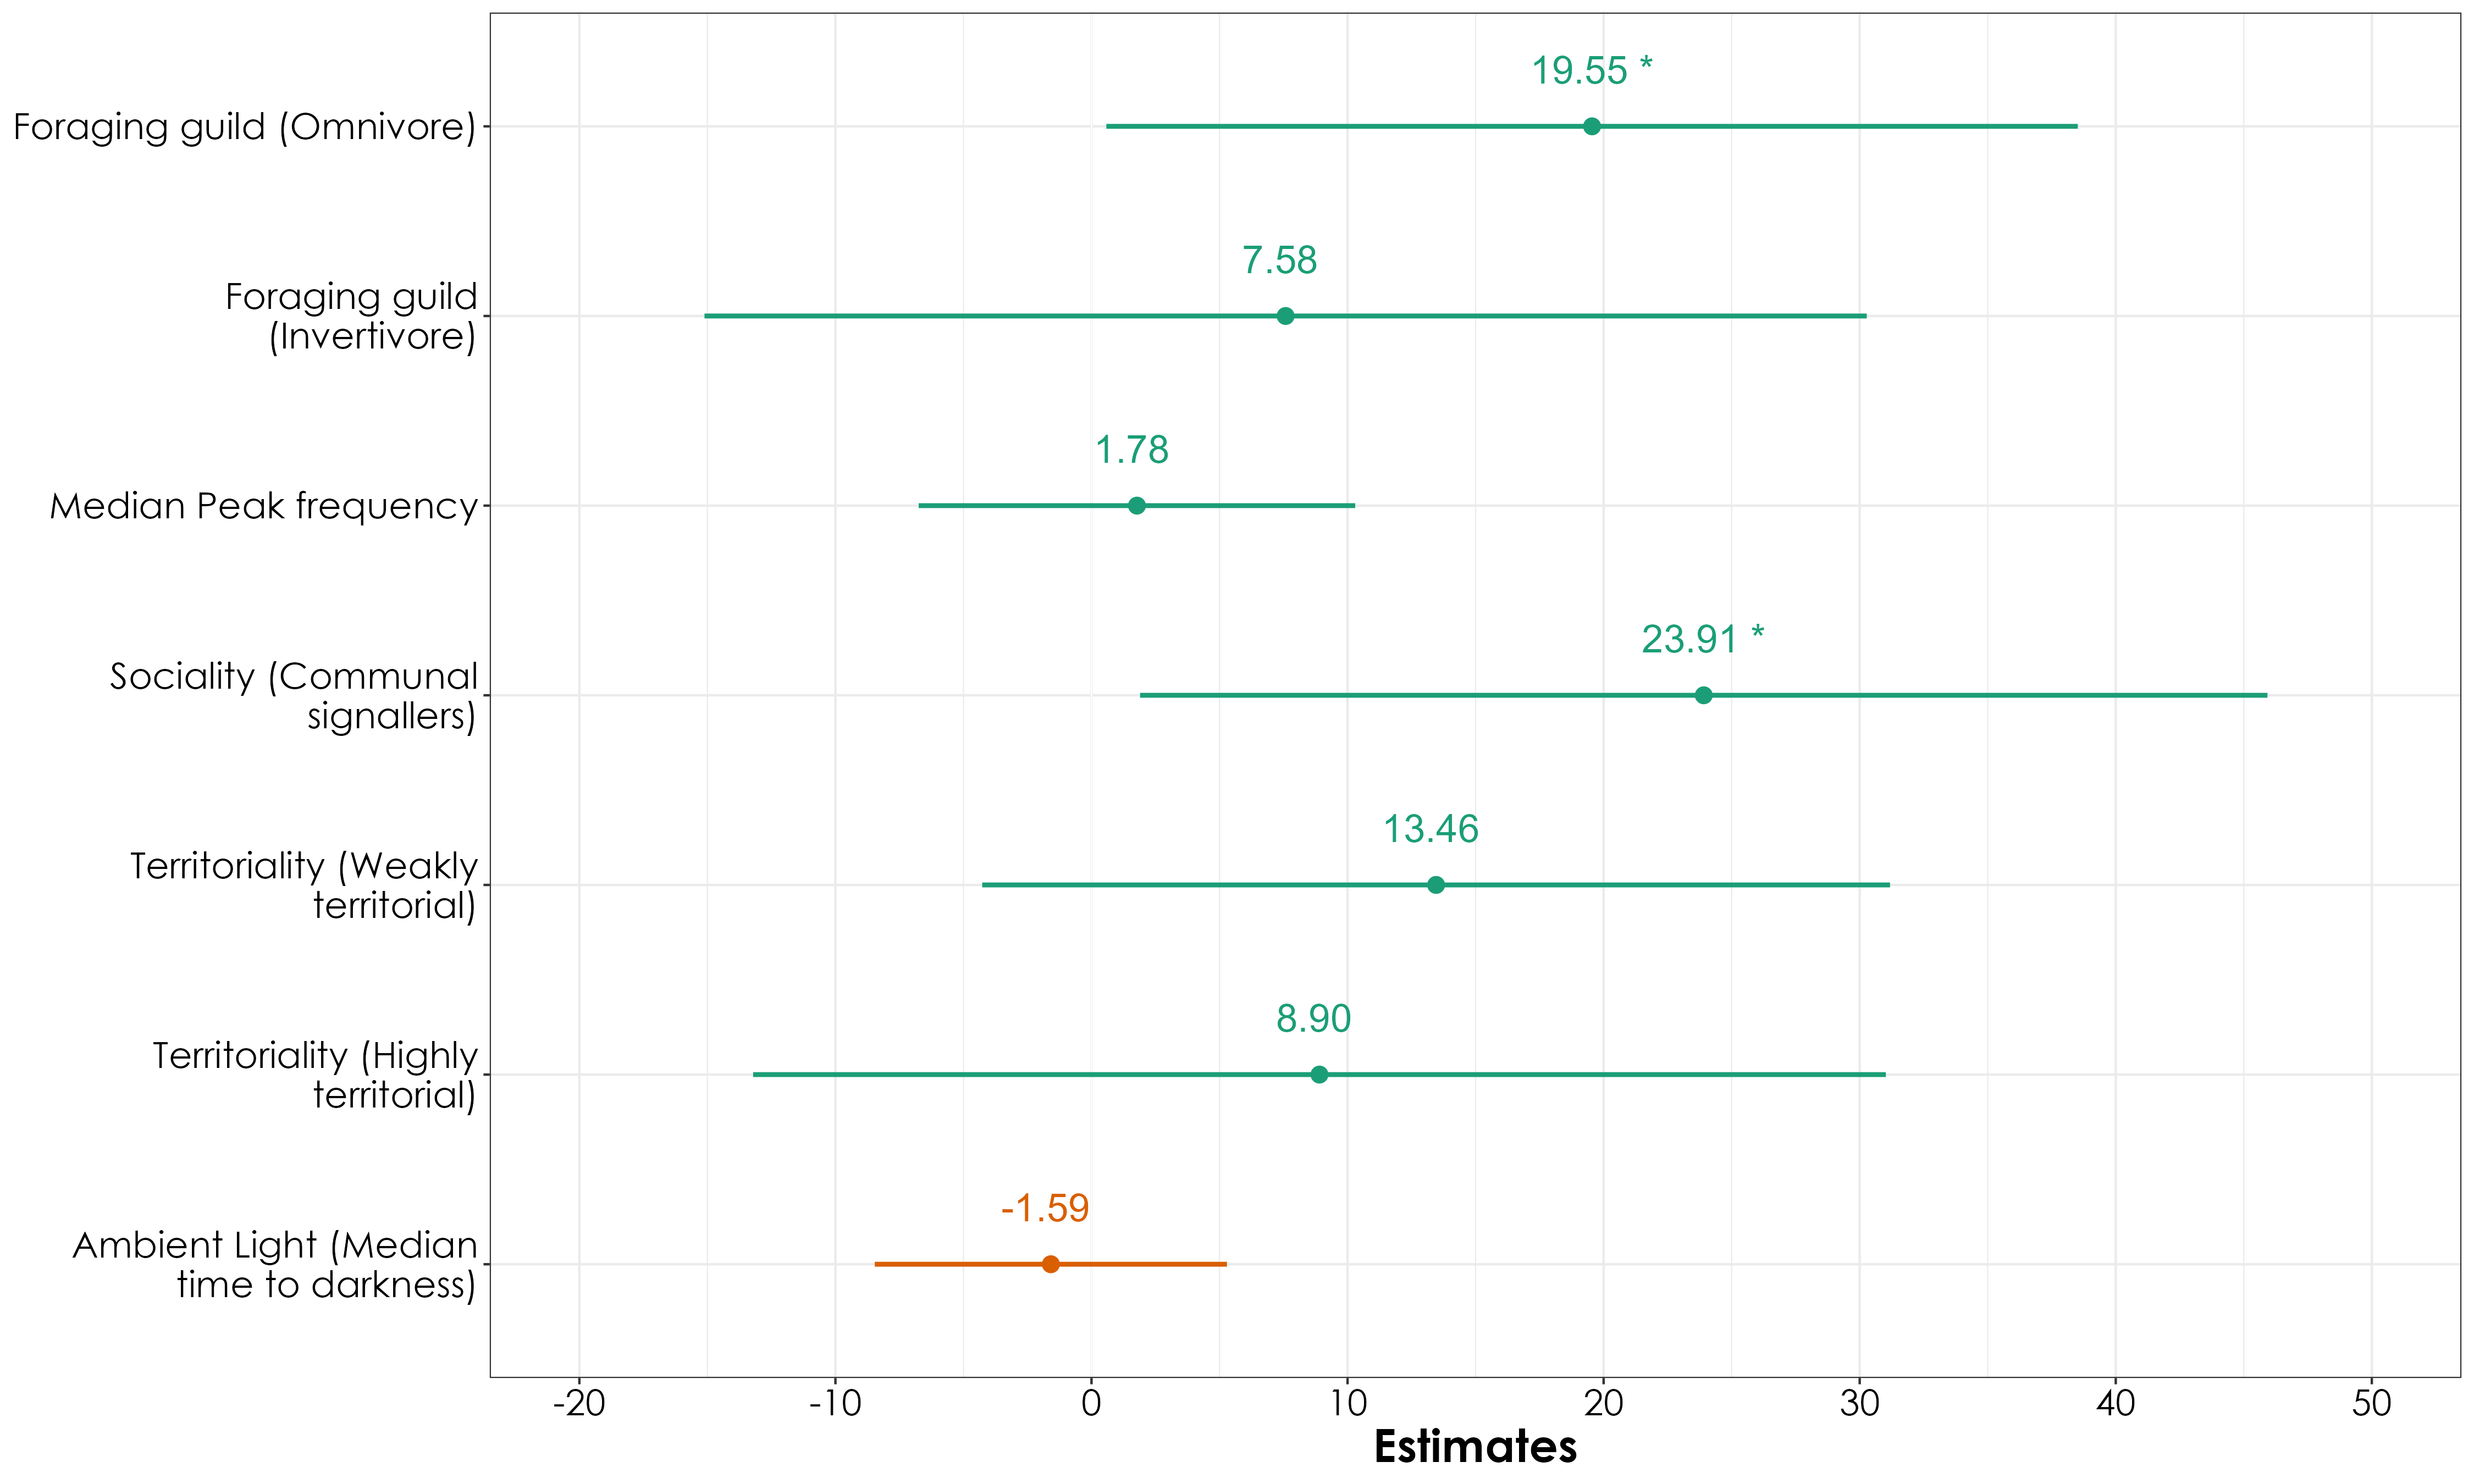 19.55 *
Foraging guild (Omnivore)
7.58
Foraging guild
(Invertivore)
1.78
Median Peak frequency
23.91 *
Sociality (Communal
signallers)
13.46
Territoriality (Weakly
territorial)
8.90
Territoriality (Highly
territorial)
-1.59
Ambient Light (Median
time to darkness)
-20 -10 0 10 20 30 40 50
Estimates